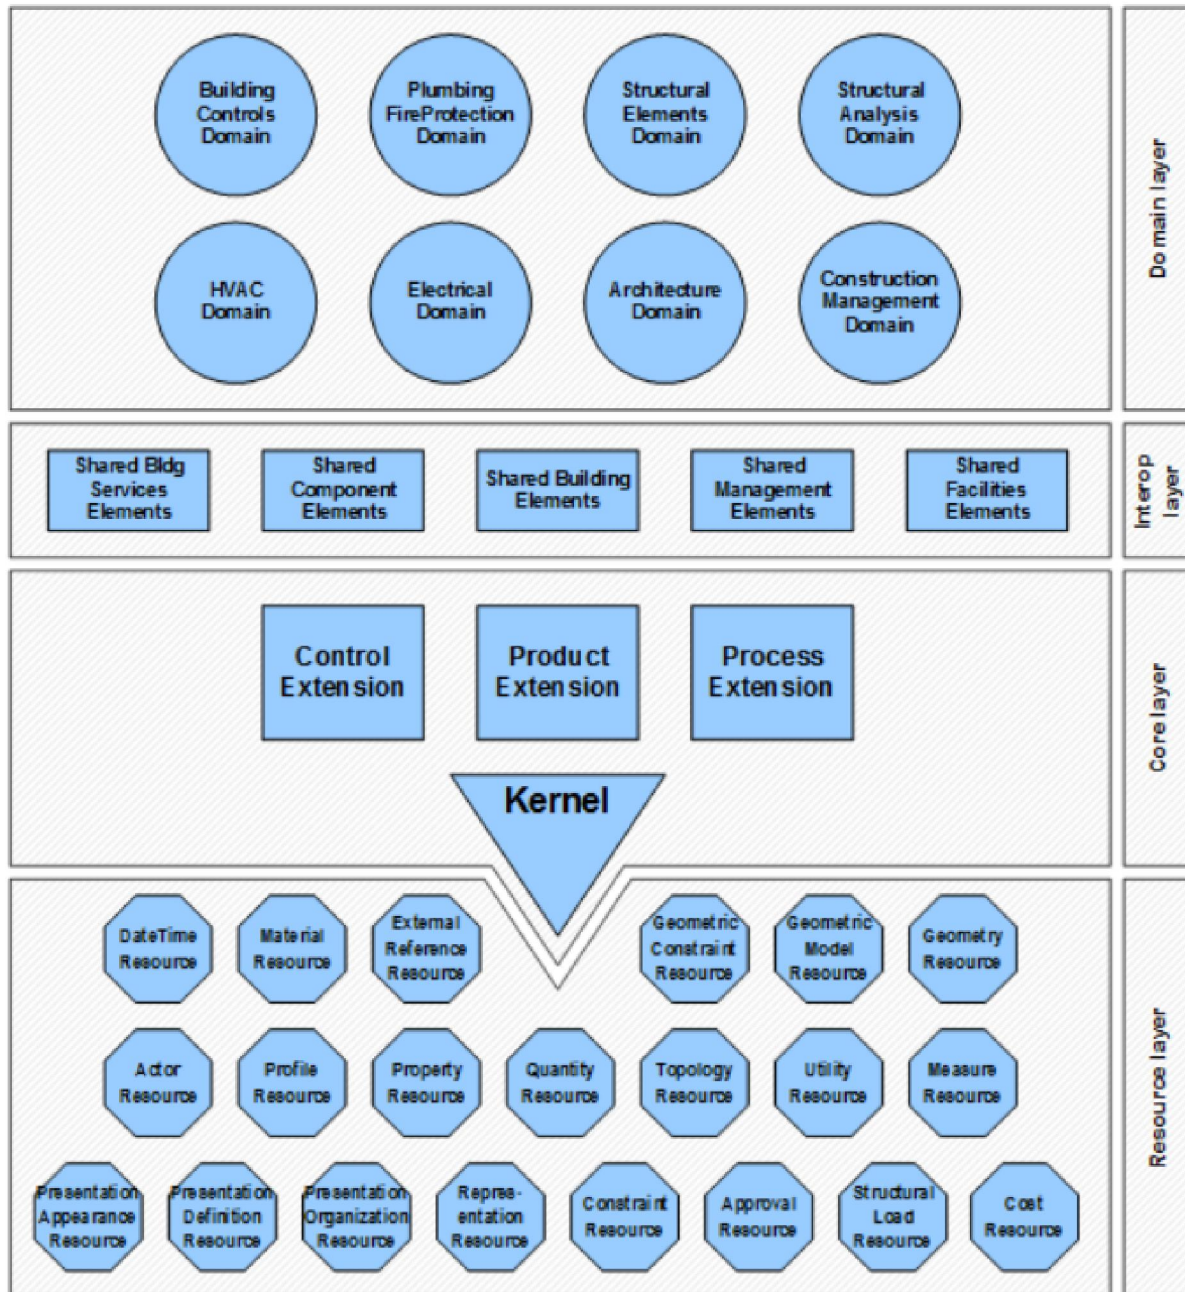 Building
Controls
Domain
Plumbing
FireProtection
Domain
Structural
Elements
Domain
Structural
Analysis
Domain
HVAC
Domain
Electrical
Domain
Architecture
Domain
Construction
Management
Domain
Domain layer
Shared Bldg
Services
Elements
Shared
Component
Elements
Shared Building
Elements
Shared
Management
Elements
Shared
Facilities
Elements
Interop
layer
Control
Extension
Product
Extension
Process
Extension
Kernel
Core layer
DateTime
Resource
Material
Resource
External
Reference
Resource
Geometric
Constraint
Resource
Geometric
Model
Resource
Geometry
Resource
Actor
Resource
Profile
Resource
Property
Resource
Quantity
Resource
Topology
Resource
Utility
Resource
Measure
Resource
Presentation
Appearance
Resource
Presentation
Definition
Resource
Presentation
Organization
Resource
Repres-
entation
Resource
Constraint
Resource
Approval
Resource
Structural
Load
Resource
Cost
Resource
Resource layer